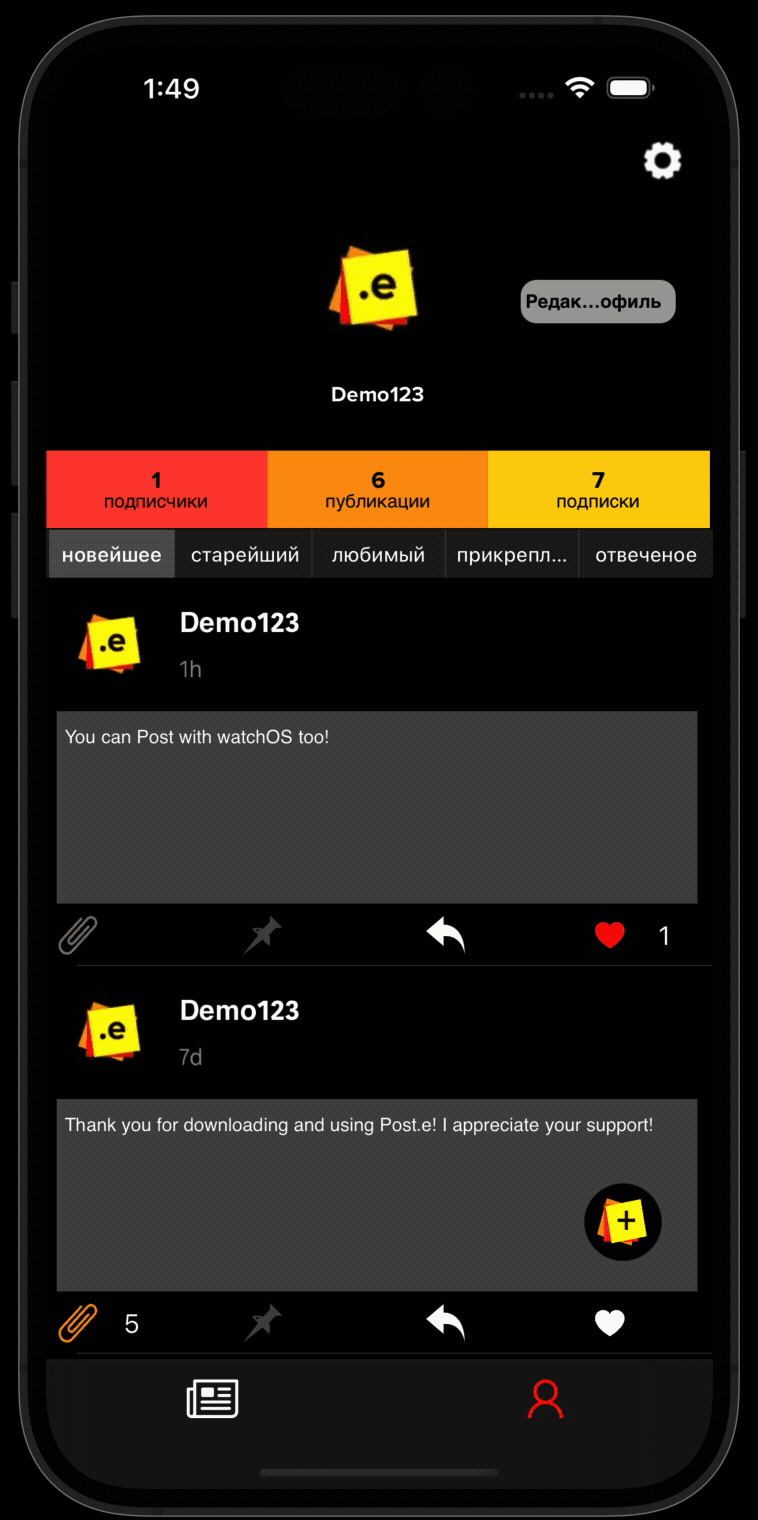 1:49
.e
Редак...офиль
Demo123
1
подписчики
6
публикации
7
подписки
новейшее
старейший
любимый
прикрепл...
отвеченое
.e
Demo123
1h
You can Post with watchOS too!
1
.e
Demo123
7d
Thank you for downloading and using Post.e! I appreciate your support!
+
5